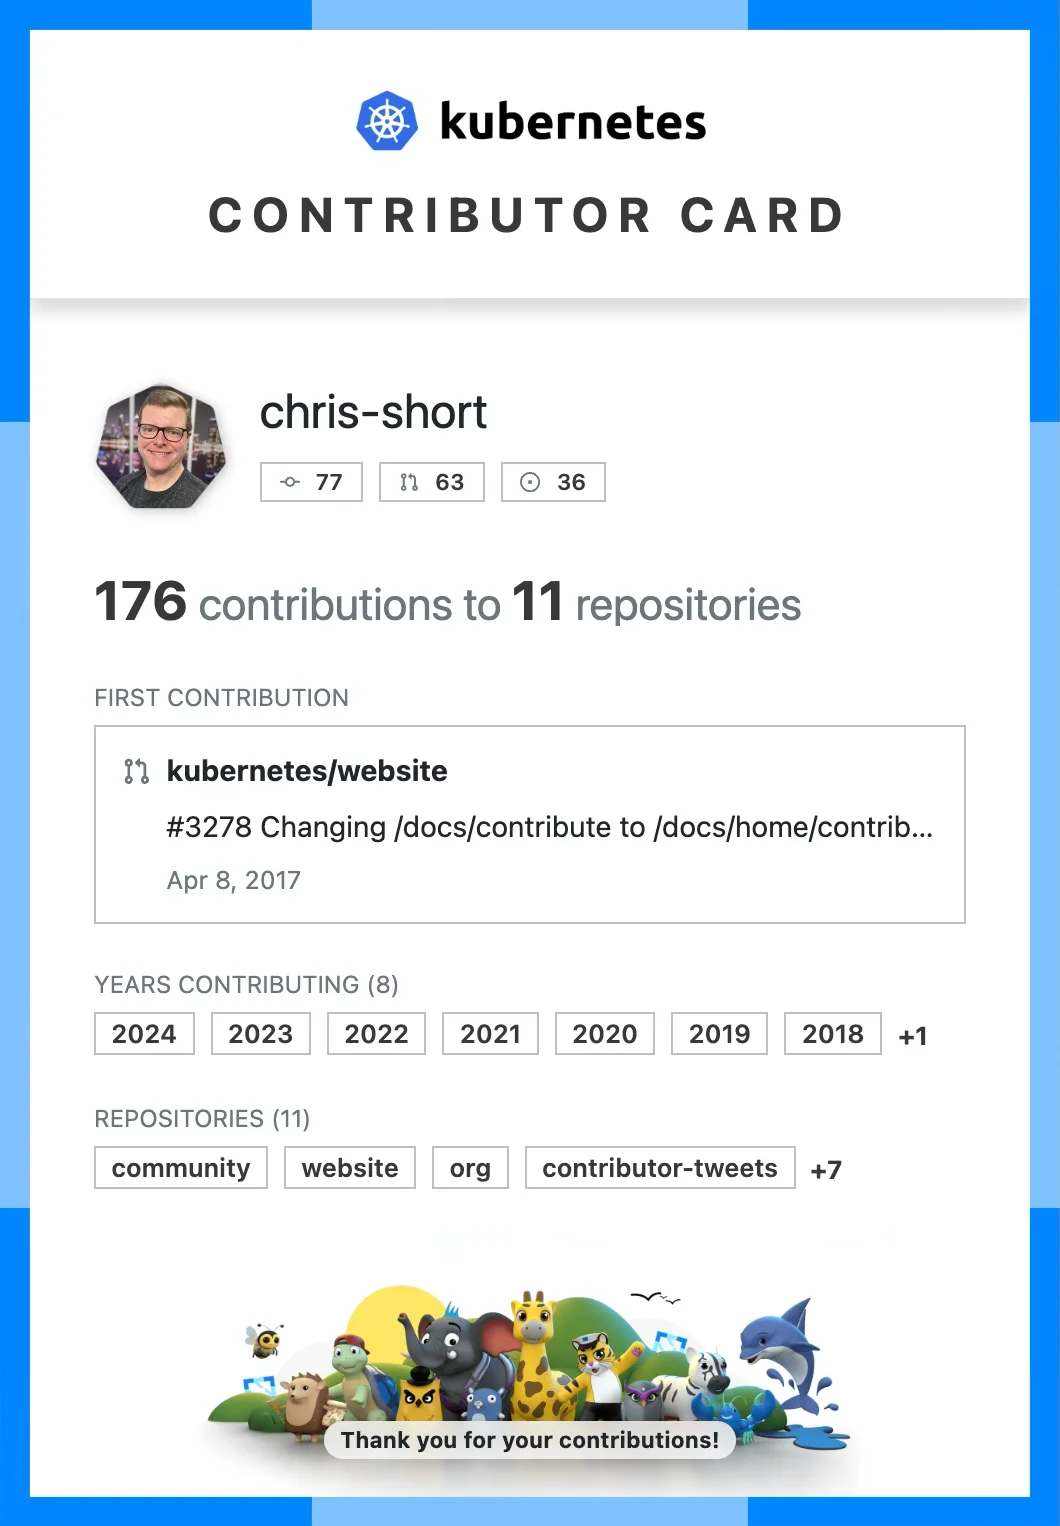 kubernetes
CONTRIBUTOR CARD
chris-short
77 63 36
176 contributions to 11 repositories
FIRST CONTRIBUTION
kubernetes/website
#3278 Changing /docs/contribute to /docs/home/contrib...
Apr 8, 2017
YEARS CONTRIBUTING (8)
2024 2023 2022 2021 2020 2019 2018 +1
REPOSITORIES (11)
community website org contributor-tweets +7
Thank you for your contributions!